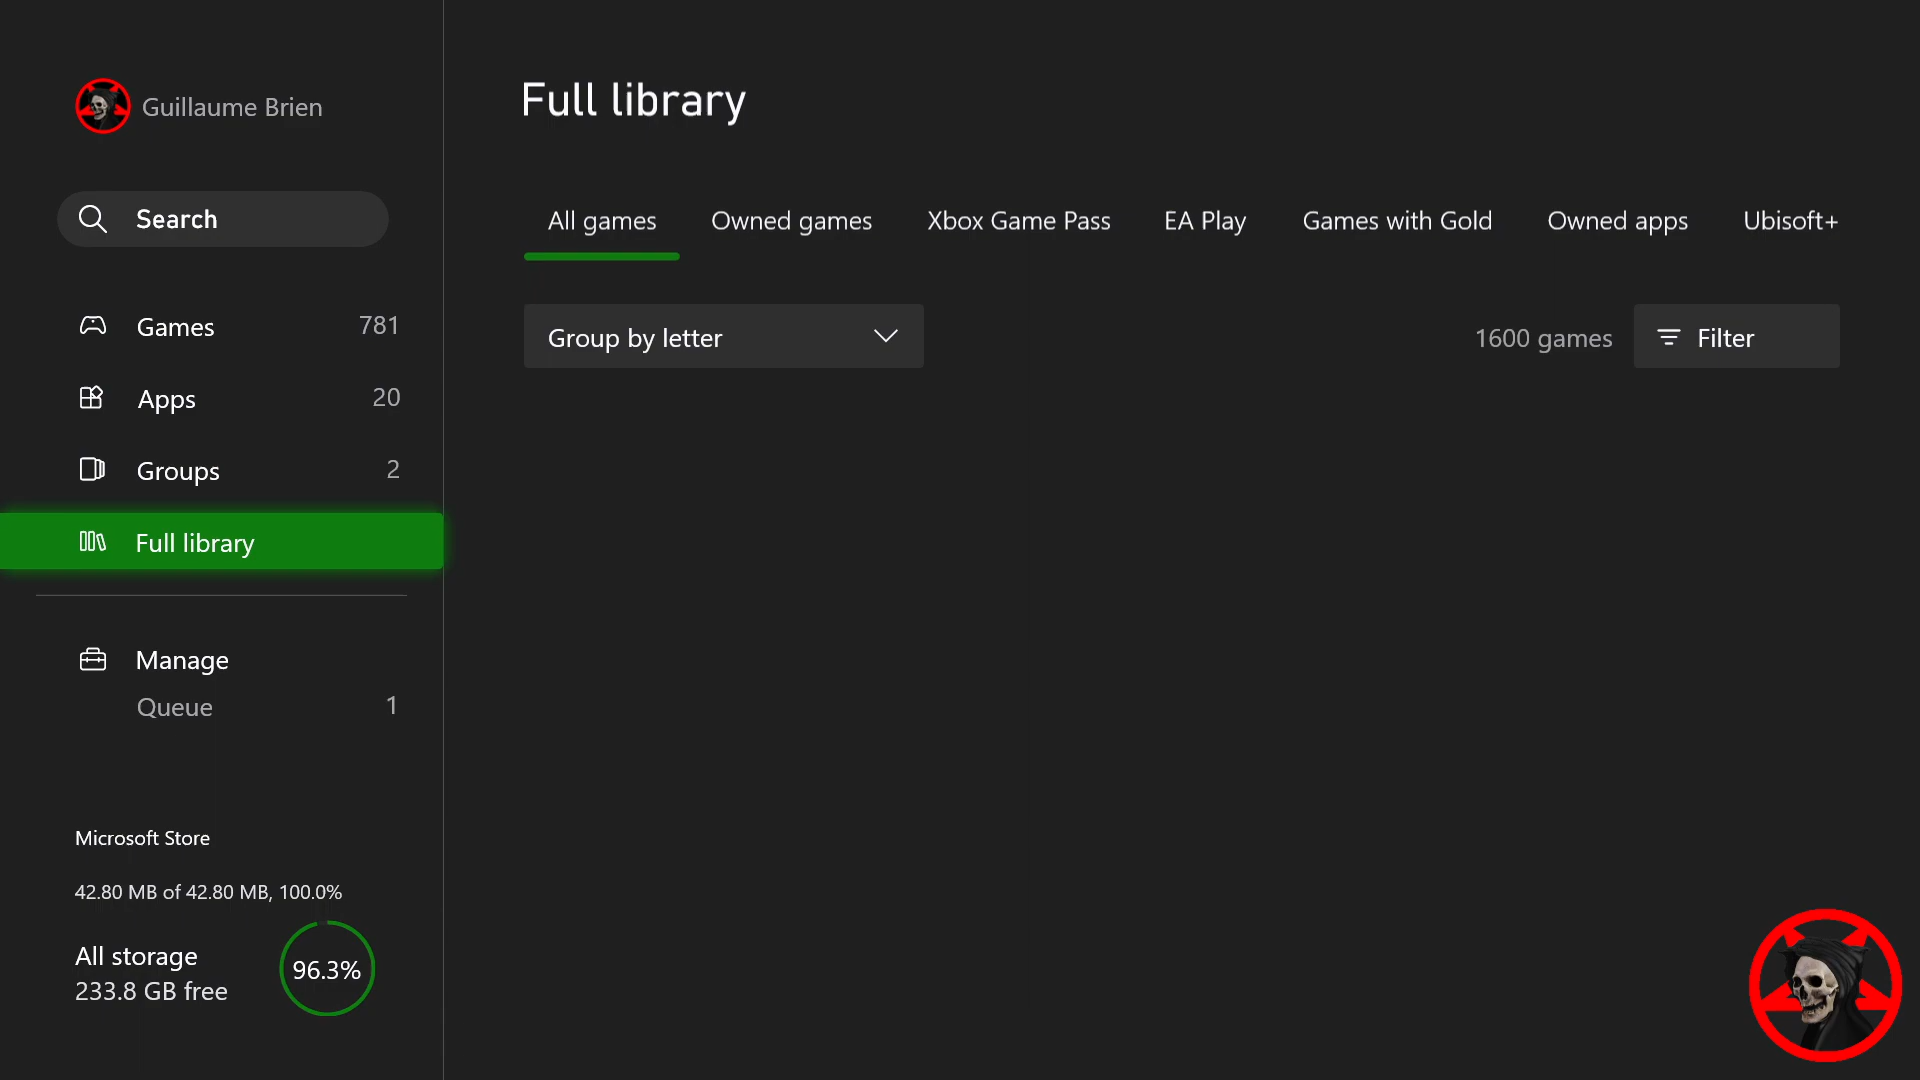 Guillaume Brien
Search
Games 781
Apps 20
Groups 2
Full library
Manage
Queue 1
Microsoft Store
42.80 MB of 42.80 MB, 100.0%
All storage
233.8 GB free
96.3%
Full library
All games Owned games Xbox Game Pass EA Play Games with Gold Owned apps Ubisoft+
Group by letter 1600 games Filter